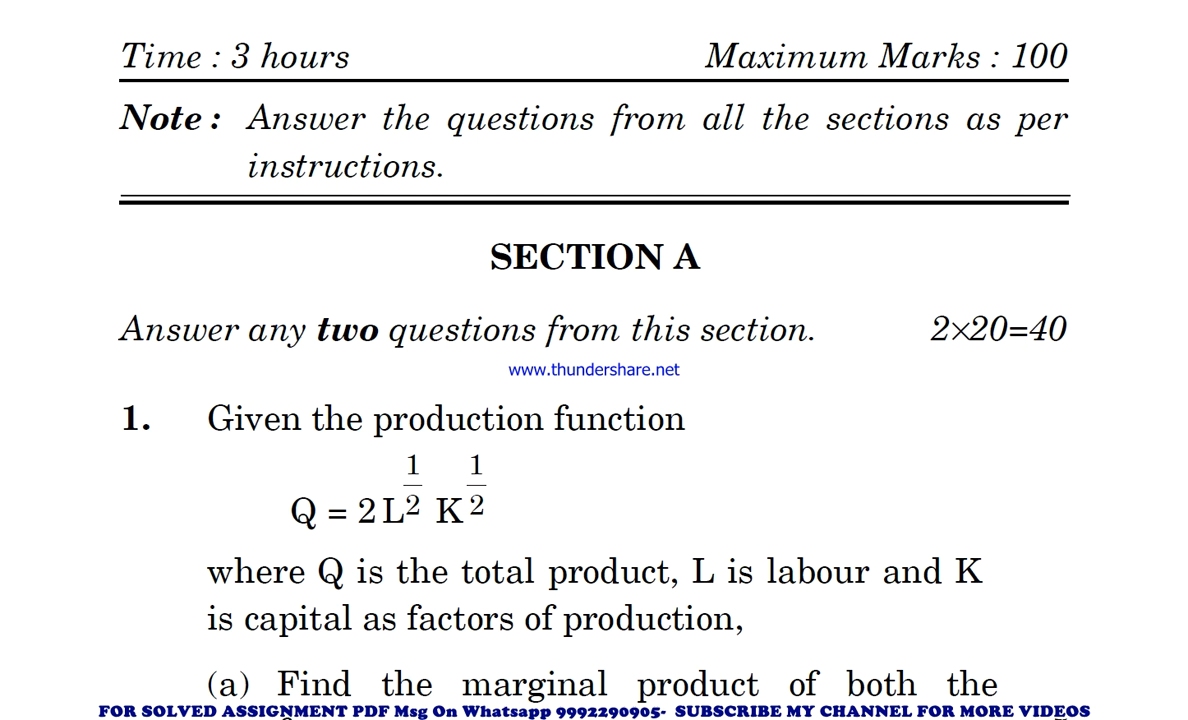 Time : 3 hours Maximum Marks : 100
Note : Answer the questions from all the sections as per
instructions.
SECTION A
Answer any two questions from this section. 2×20=40
www.thundershare.net
1. Given the production function
Q = 2 L^{1/2} K^{1/2}
where Q is the total product, L is labour and K
is capital as factors of production,
(a) Find the marginal product of both the
FOR SOLVED ASSIGNMENT PDF Msg On Whatsapp 9992290905- SUBSCRIBE MY CHANNEL FOR MORE VIDEOS